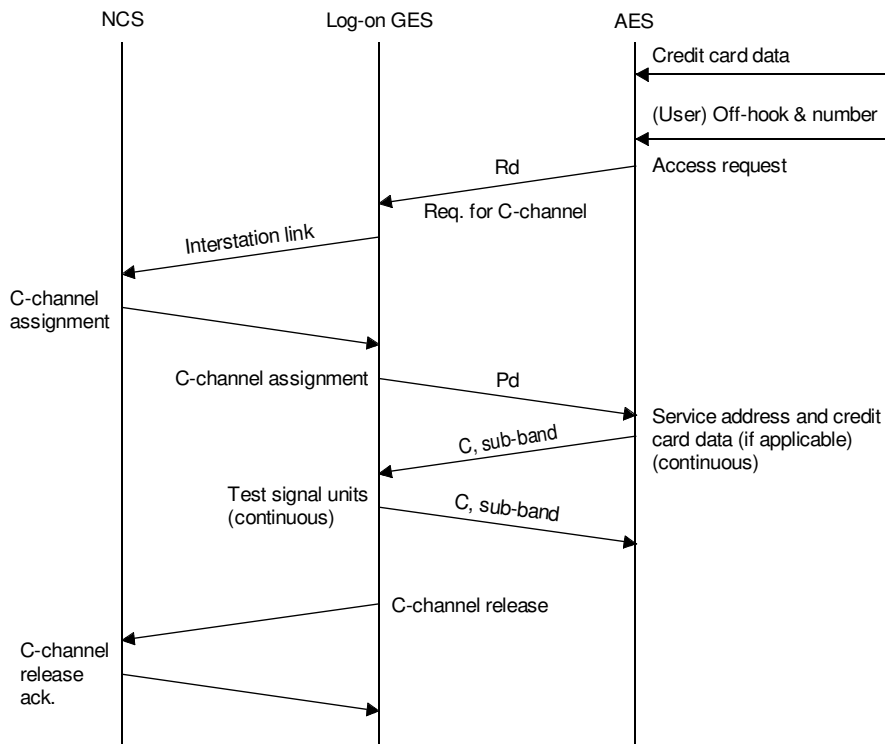 NCS
Log-on GES
AES
Credit card data
(User) Off-hook & number
Rd
Access request
Req. for C-channel
Interstation link
C-channel
assignment
C-channel assignment
Pd
Service address and credit
card data (if applicable)
(continuous)
C, sub-band
Test signal units
(continuous)
C, sub-band
C-channel release
C-channel
release
ack.